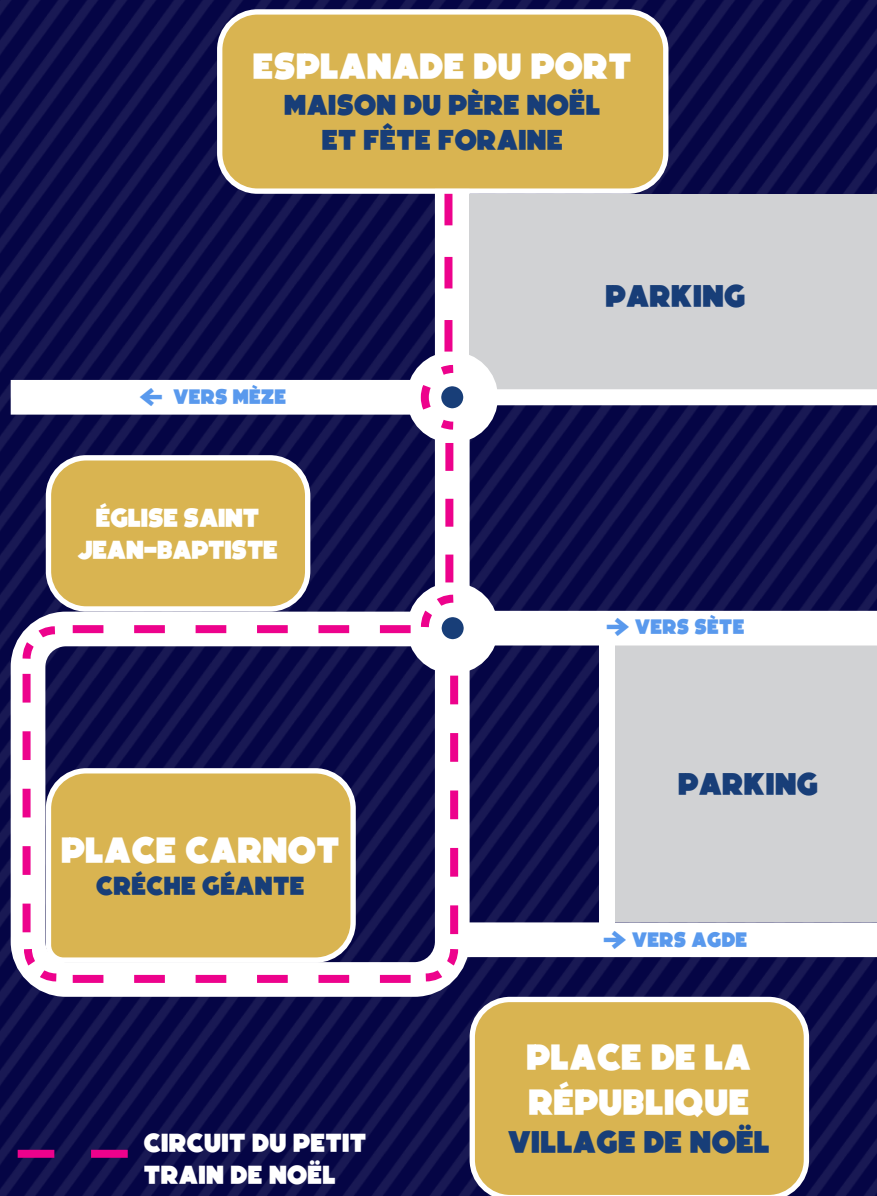 ESPLANADE DU PORT
MAISON DU PÈRE NOËL
ET FÊTE FORAINE
PARKING
← VERS MÈZE
ÉGLISE SAINT
JEAN-BAPTISTE
→ VERS SÈTE
PARKING
PLACE CARNOT
CRÉCHE GÉANTE
→ VERS AGDE
PLACE DE LA
RÉPUBLIQUE
VILLAGE DE NOËL
CIRCUIT DU PETIT
TRAIN DE NOËL